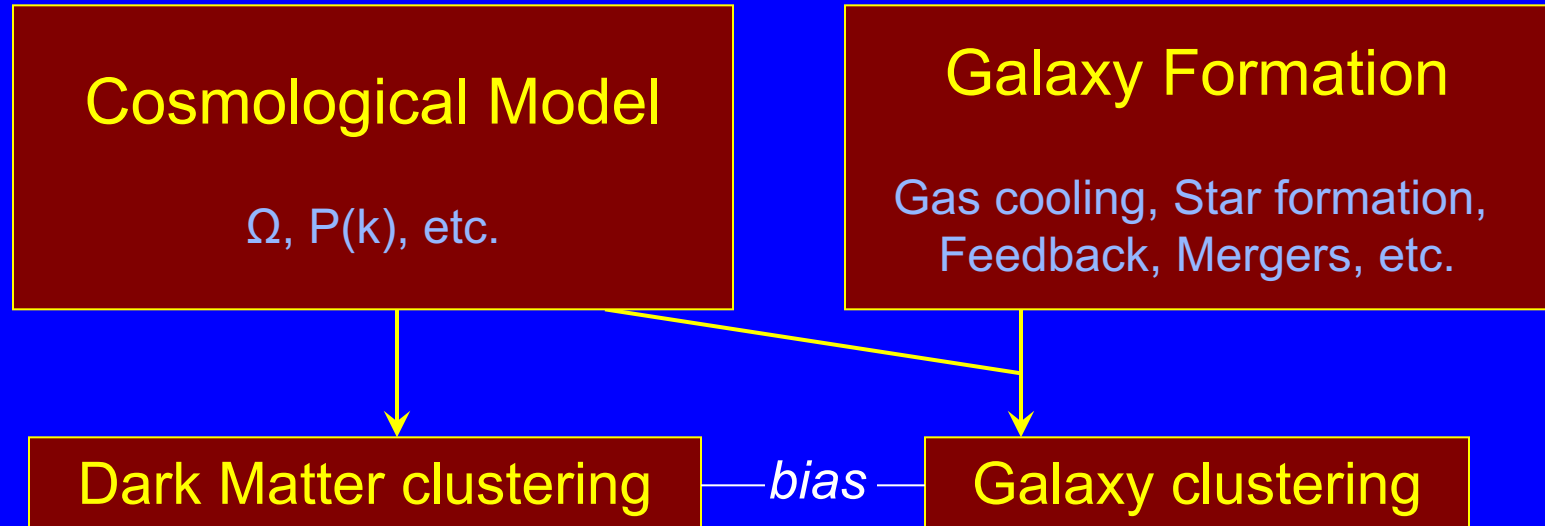 Cosmological Model
Ω, P(k), etc.
Galaxy Formation
Gas cooling, Star formation,
Feedback, Mergers, etc.
Dark Matter clustering
bias
Galaxy clustering